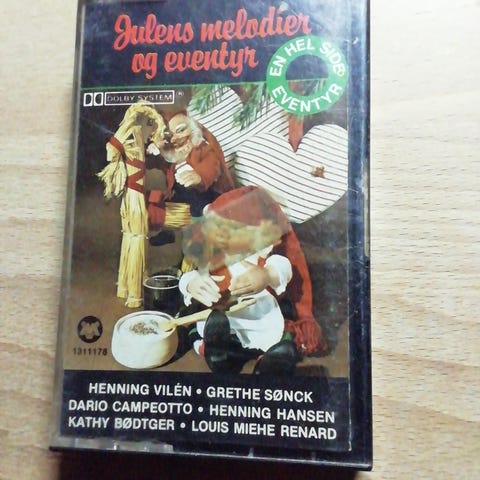 Julens melodier
og eventyr
EN HEL SIDE
EVENTYR
DOLBY SYSTEM ®
1311178
HENNING VILÉN • GRETHE SØNCK
DARIO CAMPEOTTO • HENNING HANSEN
KATHY BØDTGER • LOUIS MIEHE RENARD